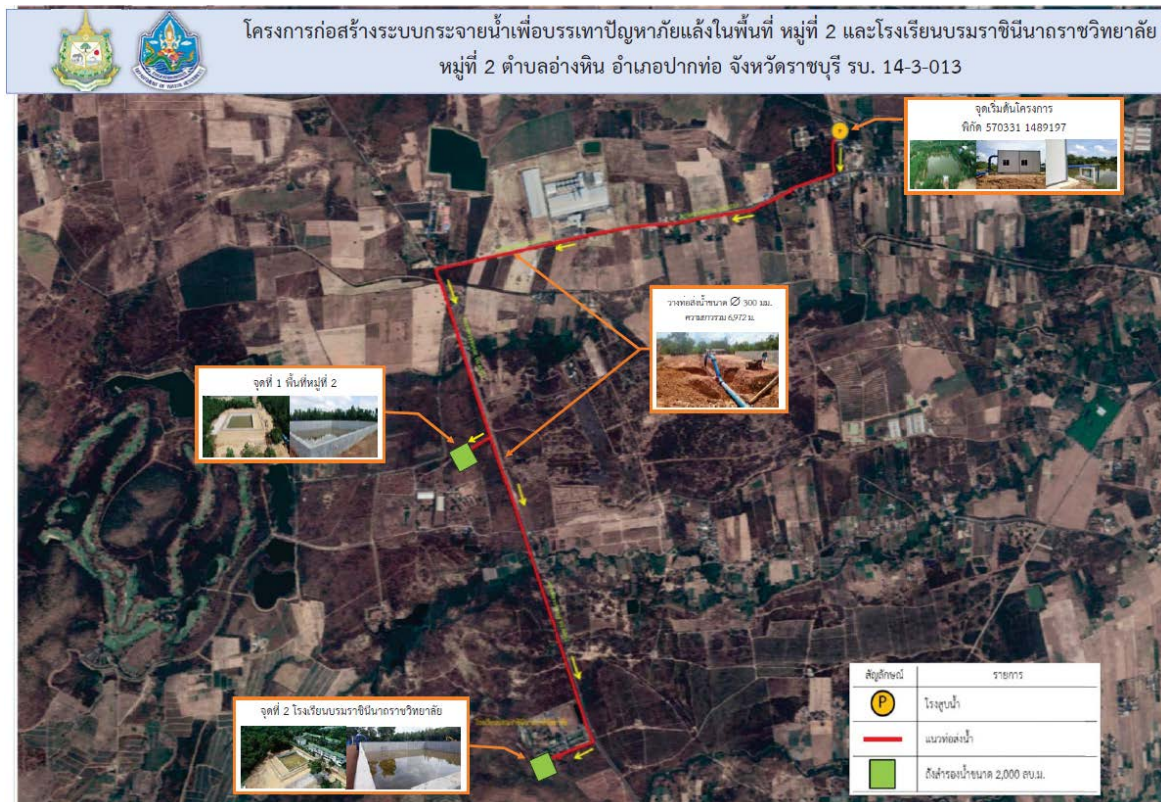 โครงการก่อสร้างระบบกระจายน้ำเพื่อบรรเทาปัญหาภัยแล้งในพื้นที่ หมู่ที่ 2 และโรงเรียนบรมราชินีนาถราชวิทยาลัย
หมู่ที่ 2 ตำบลอ่างหิน อำเภอปากท่อ จังหวัดราชบุรี รบ. 14-3-013
จุดเริ่มต้นโครงการ
พิกัด 570331 1489197
วางท่อส่งน้ำขนาด Ø 300 มม.
ความยาวรวม 6,972 ม.
จุดที่ 1 พื้นที่หมู่ที่ 2
จุดที่ 2 โรงเรียนบรมราชินีนาถราชวิทยาลัย
สัญลักษณ์ รายการ
P โรงสูบน้ำ
แนวท่อส่งน้ำ
ถังสำรองน้ำขนาด 2,000 ลบ.ม.